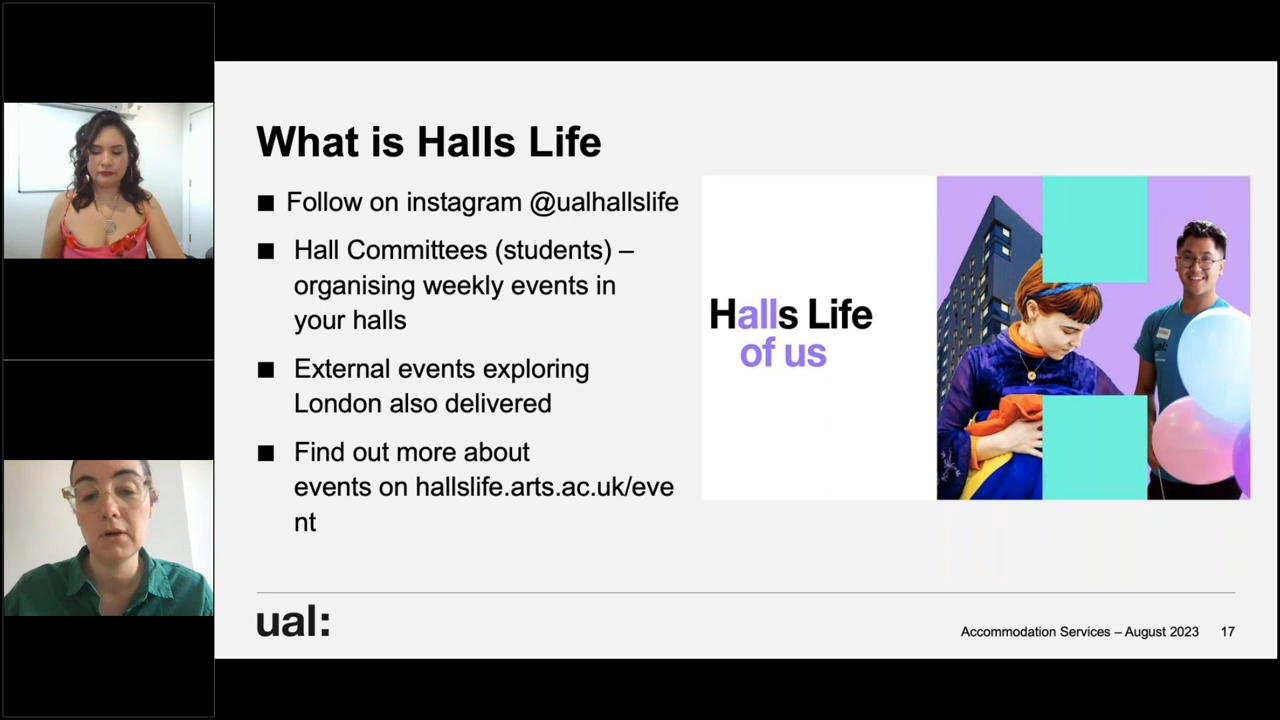 What is Halls Life
■ Follow on instagram @ualhallslife
■ Hall Committees (students) –
organising weekly events in
your halls
■ External events exploring
London also delivered
■ Find out more about
events on hallslife.arts.ac.uk/eve
nt
Halls Life
of us
ual:
Accommodation Services – August 2023 17